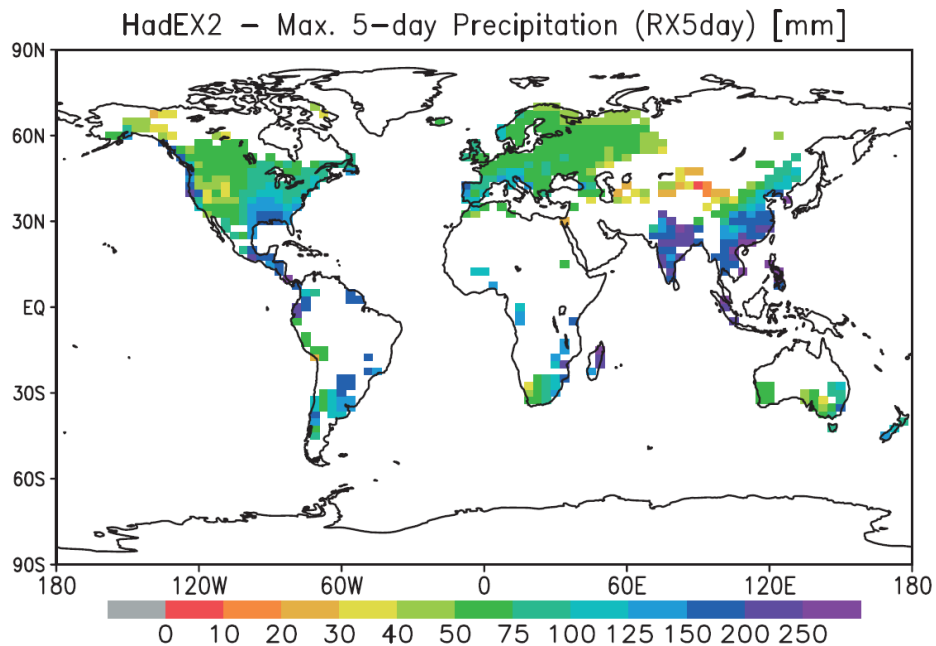 HadEX2 – Max. 5–day Precipitation (RX5day) [mm]
90N
60N
30N
EQ
30S
60S
90S
180 120W 60W 0 60E 120E 180
0 10 20 30 40 50 75 100 125 150 200 250